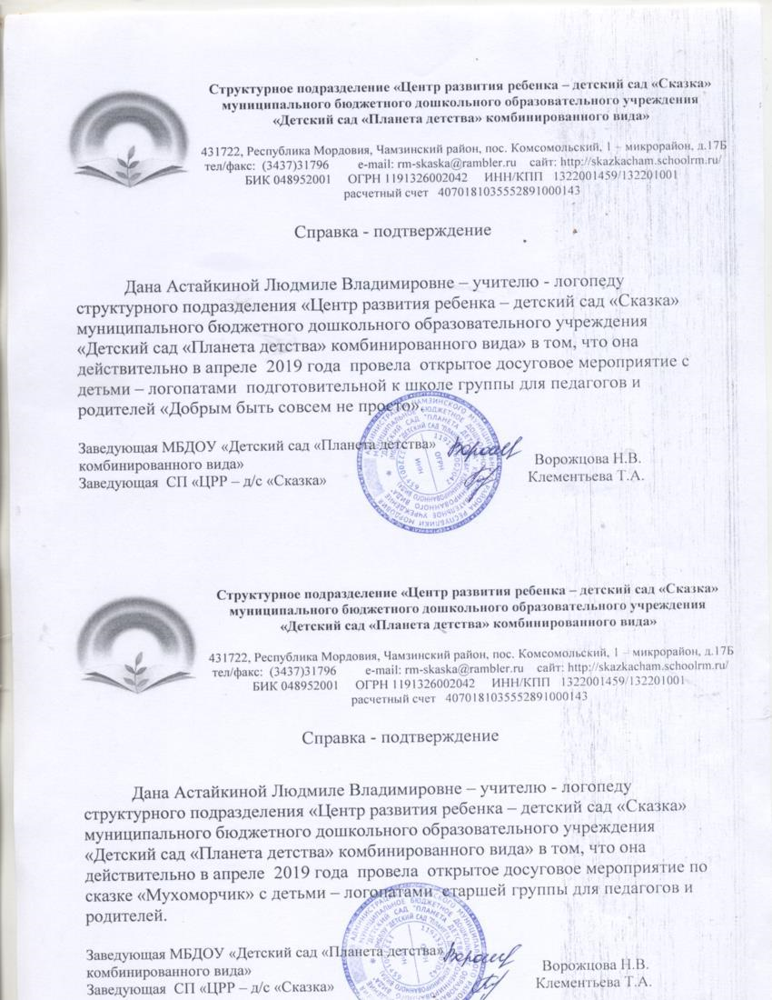 Структурное подразделение «Центр развития ребенка – детский сад «Сказка»
муниципального бюджетного дошкольного образовательного учреждения
«Детский сад «Планета детства» комбинированного вида»
431722, Республика Мордовия, Чамзинский район, пос. Комсомольский, 1 – микрорайон, д.17Б
тел/факс: (3437)31796 e-mail: rm-skaska@rambler.ru сайт: http://skazkacham.schoolrm.ru/
БИК 048952001 ОГРН 1191326002042 ИНН/КПП 1322001459/132201001
расчетный счет 4070181035552891000143
Справка - подтверждение
Дана Астайкиной Людмиле Владимировне – учителю - логопеду
структурного подразделения «Центр развития ребенка – детский сад «Сказка»
муниципального бюджетного дошкольного образовательного учреждения
«Детский сад «Планета детства» комбинированного вида» в том, что она
действительно в апреле 2019 года провела открытое досуговое мероприятие с
детьми – логопатами подготовительной к школе группы для педагогов и
родителей «Добрым быть совсем не просто».
Заведующая МБДОУ «Детский сад «Планета детства»
комбинированного вида» Ворожцова Н.В.
Заведующая СП «ЦРР – д/с «Сказка» Клементьева Т.А.
Структурное подразделение «Центр развития ребенка – детский сад «Сказка»
муниципального бюджетного дошкольного образовательного учреждения
«Детский сад «Планета детства» комбинированного вида»
431722, Республика Мордовия, Чамзинский район, пос. Комсомольский, 1 – микрорайон, д.17Б
тел/факс: (3437)31796 e-mail: rm-skaska@rambler.ru сайт: http://skazkacham.schoolrm.ru/
БИК 048952001 ОГРН 1191326002042 ИНН/КПП 1322001459/132201001
расчетный счет 4070181035552891000143
Справка - подтверждение
Дана Астайкиной Людмиле Владимировне – учителю - логопеду
структурного подразделения «Центр развития ребенка – детский сад «Сказка»
муниципального бюджетного дошкольного образовательного учреждения
«Детский сад «Планета детства» комбинированного вида» в том, что она
действительно в апреле 2019 года провела открытое досуговое мероприятие по
сказке «Мухоморчик» с детьми – логопатами старшей группы для педагогов и
родителей.
Заведующая МБДОУ «Детский сад «Планета детства»
комбинированного вида» Ворожцова Н.В.
Заведующая СП «ЦРР – д/с «Сказка» Клементьева Т.А.